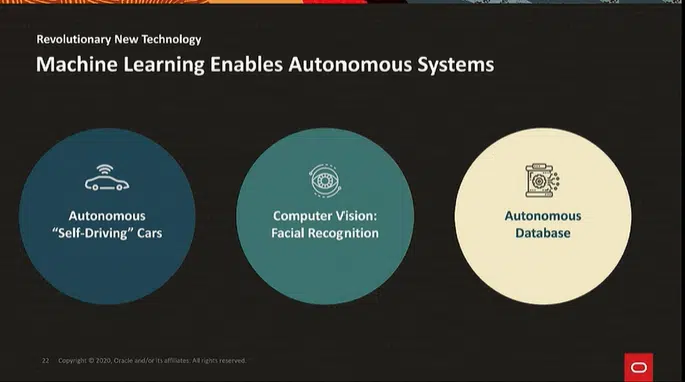 Revolutionary New Technology
Machine Learning Enables Autonomous Systems
Autonomous
“Self-Driving” Cars
Computer Vision:
Facial Recognition
Autonomous
Database
22 Copyright © 2020, Oracle and/or its affiliates. All rights reserved.